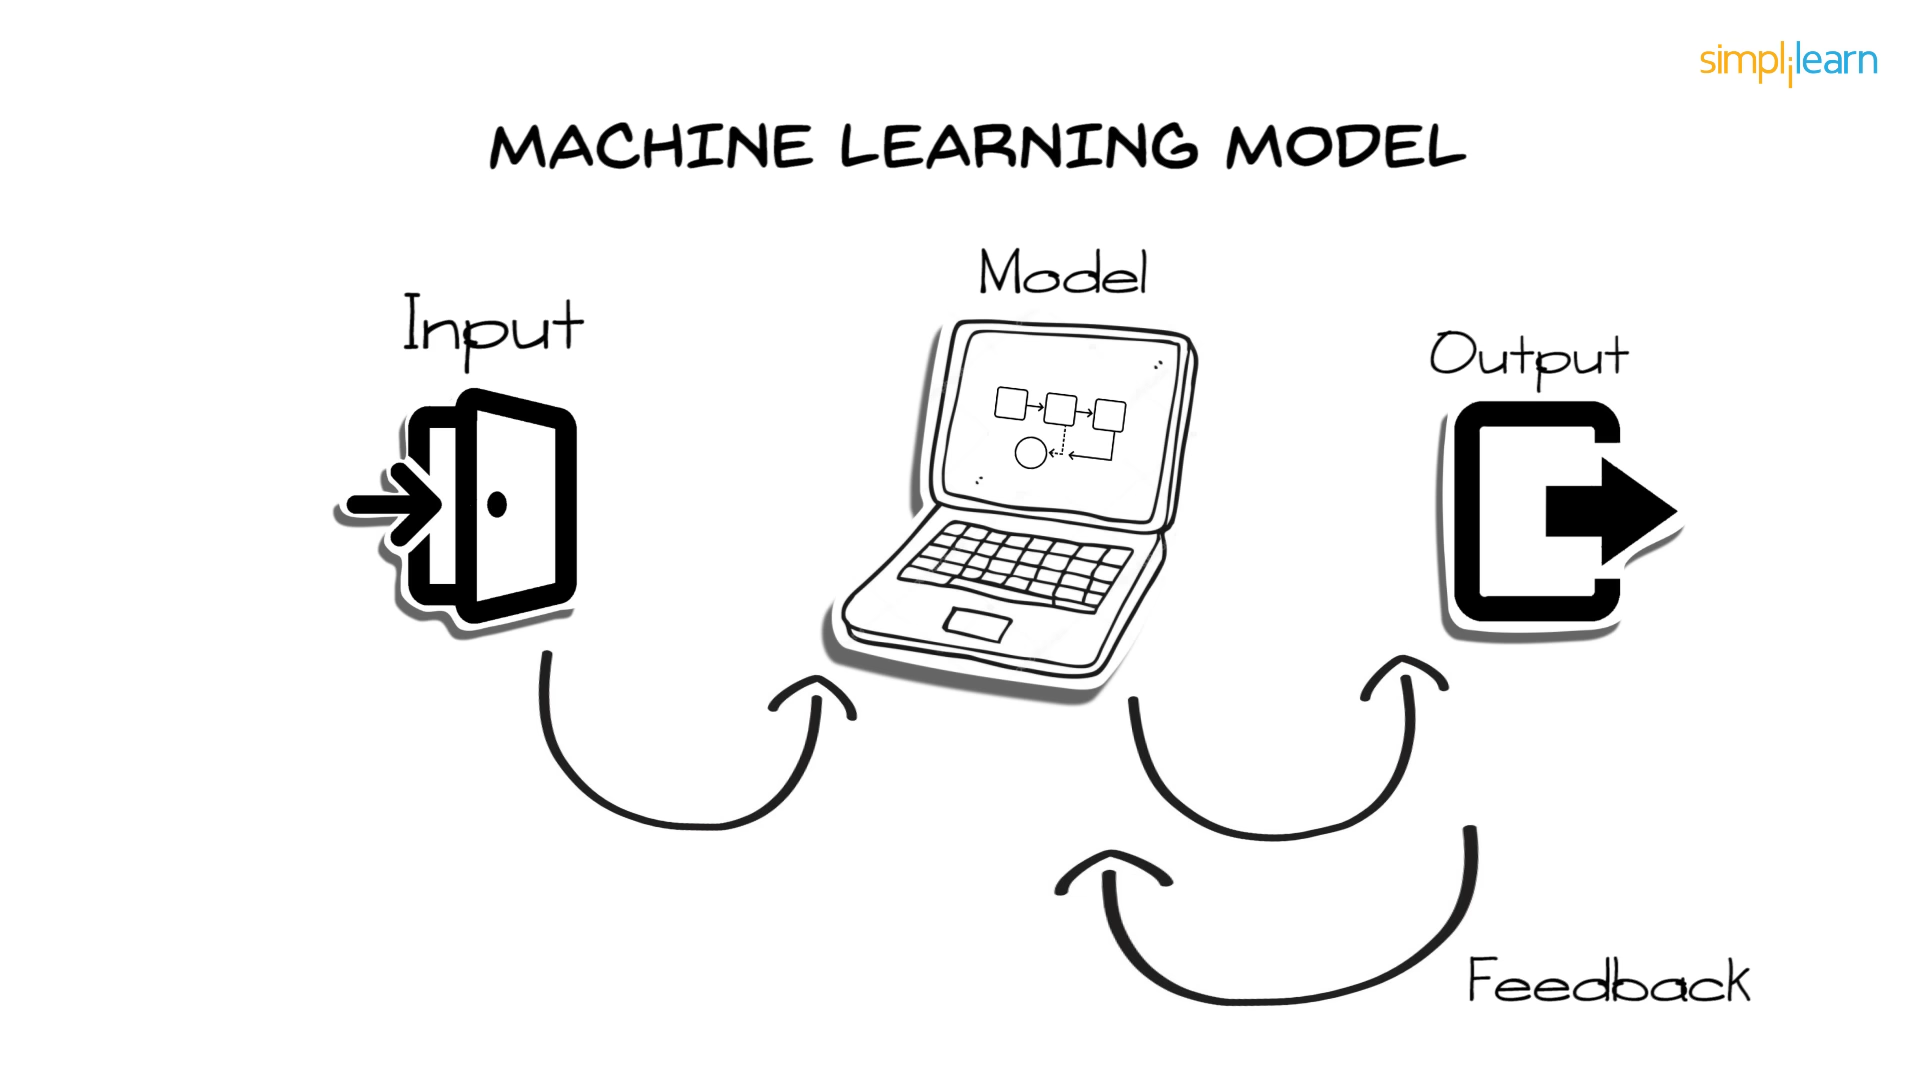 simplilearn
MACHINE LEARNING MODEL
Model
Input
Output
Feedback